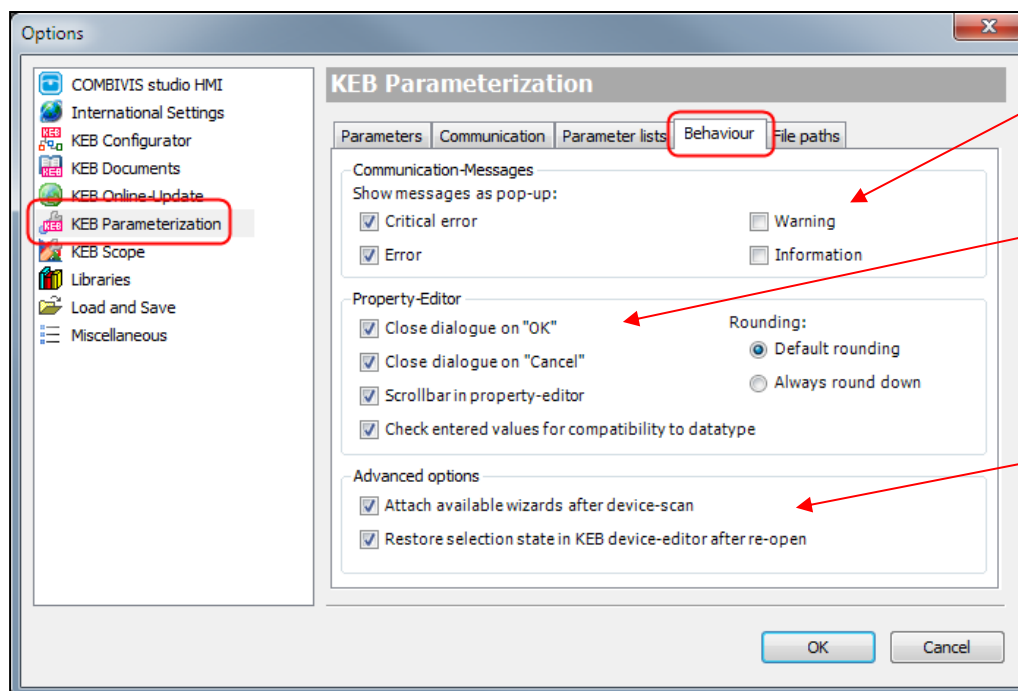 Options
COMBIVIS studio HMI
International Settings
KEB Configurator
KEB Documents
KEB Online-Update
KEB Parameterization
KEB Scope
Libraries
Load and Save
Miscellaneous
KEB Parameterization
Parameters Communication Parameter lists Behaviour File paths
Communication-Messages
Show messages as pop-up:
Critical error Warning
Error Information
Property-Editor
Close dialogue on "OK" Rounding:
Default rounding
Close dialogue on "Cancel"
Always round down
Scrollbar in property-editor
Check entered values for compatibility to datatype
Advanced options
Attach available wizards after device-scan
Restore selection state in KEB device-editor after re-open
OK Cancel